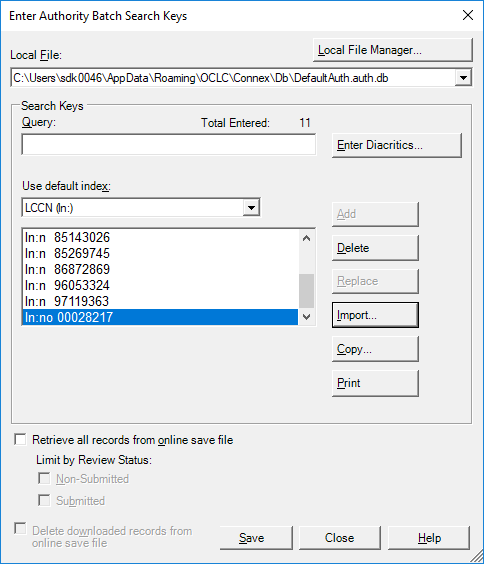 Enter Authority Batch Search Keys
Local File Manager...
Local File:
C:\Users\sdk0046\AppData\Roaming\OCLC\Connex\Db\DefaultAuth.auth.db
Search Keys
Query: Total Entered: 11
Enter Diacritics...
Use default index:
LCCN (ln:)
Add
ln:n 85143026
Delete
ln:n 85269745
ln:n 86872869
Replace
ln:n 96053324
ln:n 97119363
Import...
ln:no 00028217
Copy...
Print
Retrieve all records from online save file
Limit by Review Status:
Non-Submitted
Submitted
Delete downloaded records from
online save file
Save Close Help